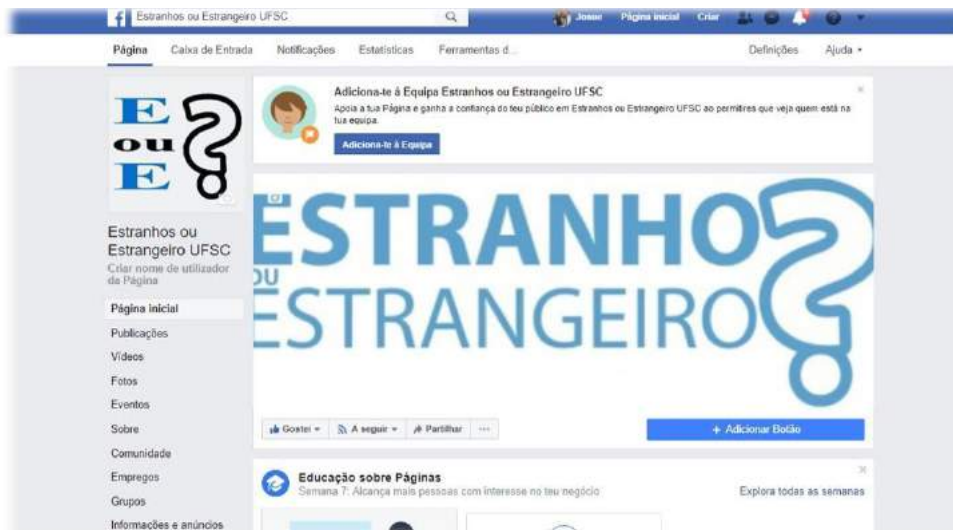 Estranhos ou Estrangeiro UFSC
Josue Página inicial Criar
Página Caixa de Entrada Notificações Estatísticas Ferramentas d... Definições Ajuda
E
ou
E
?
Adiciona-te à Equipa Estranhos ou Estrangeiro UFSC
Apoia a tua Página e ganha a confiança do teu público em Estranhos ou Estrangeiro UFSC ao permitires que veja quem está na
tua equipa.
Adiciona-te à Equipa
ESTRANHO
OU
ESTRANGEIRO
?
Estranhos ou
Estrangeiro UFSC
Criar nome de utilizador
da Página
Página inicial
Publicações
Vídeos
Fotos
Eventos
Sobre
Comunidade
Empregos
Grupos
Informações e anúncios
Gostei A seguir Partilhar ...
+ Adicionar Botão
Educação sobre Páginas
Semana 7: Alcança mais pessoas com interesse no teu negócio
Explora todas as semanas